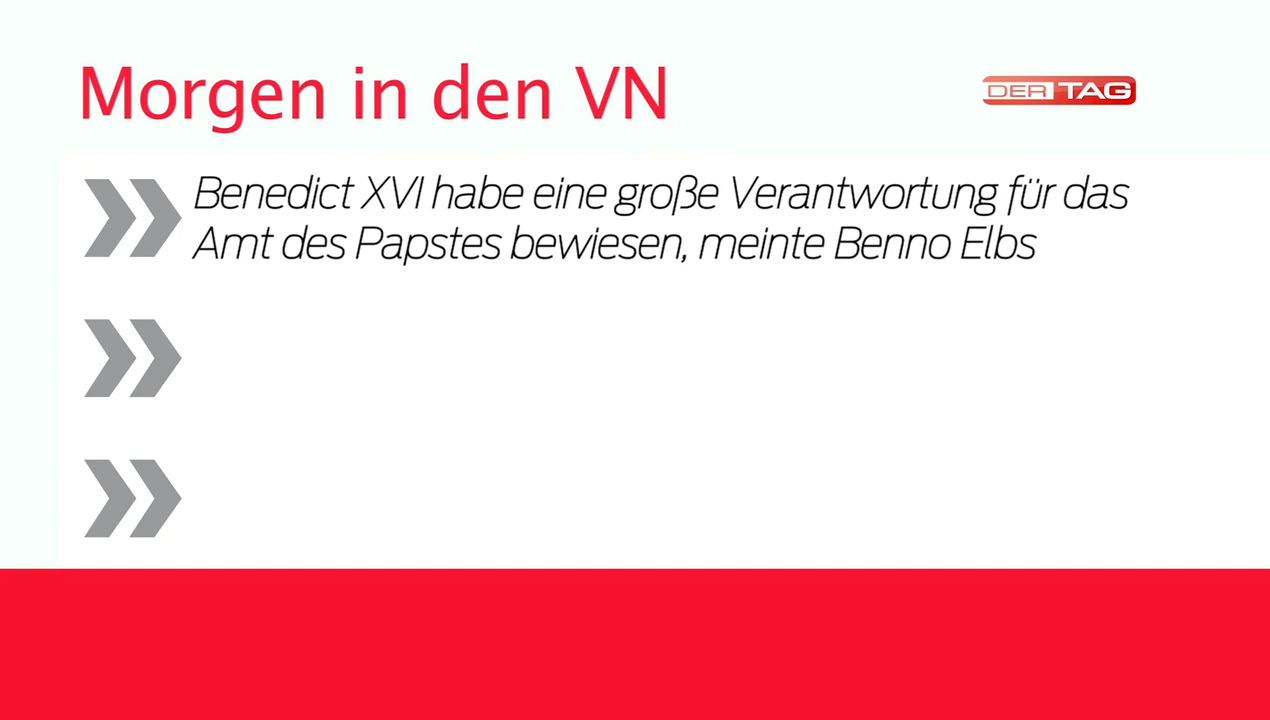 Morgen in den VN
DER TAG
Benedict XVI habe eine große Verantwortung für das
Amt des Papstes bewiesen, meinte Benno Elbs